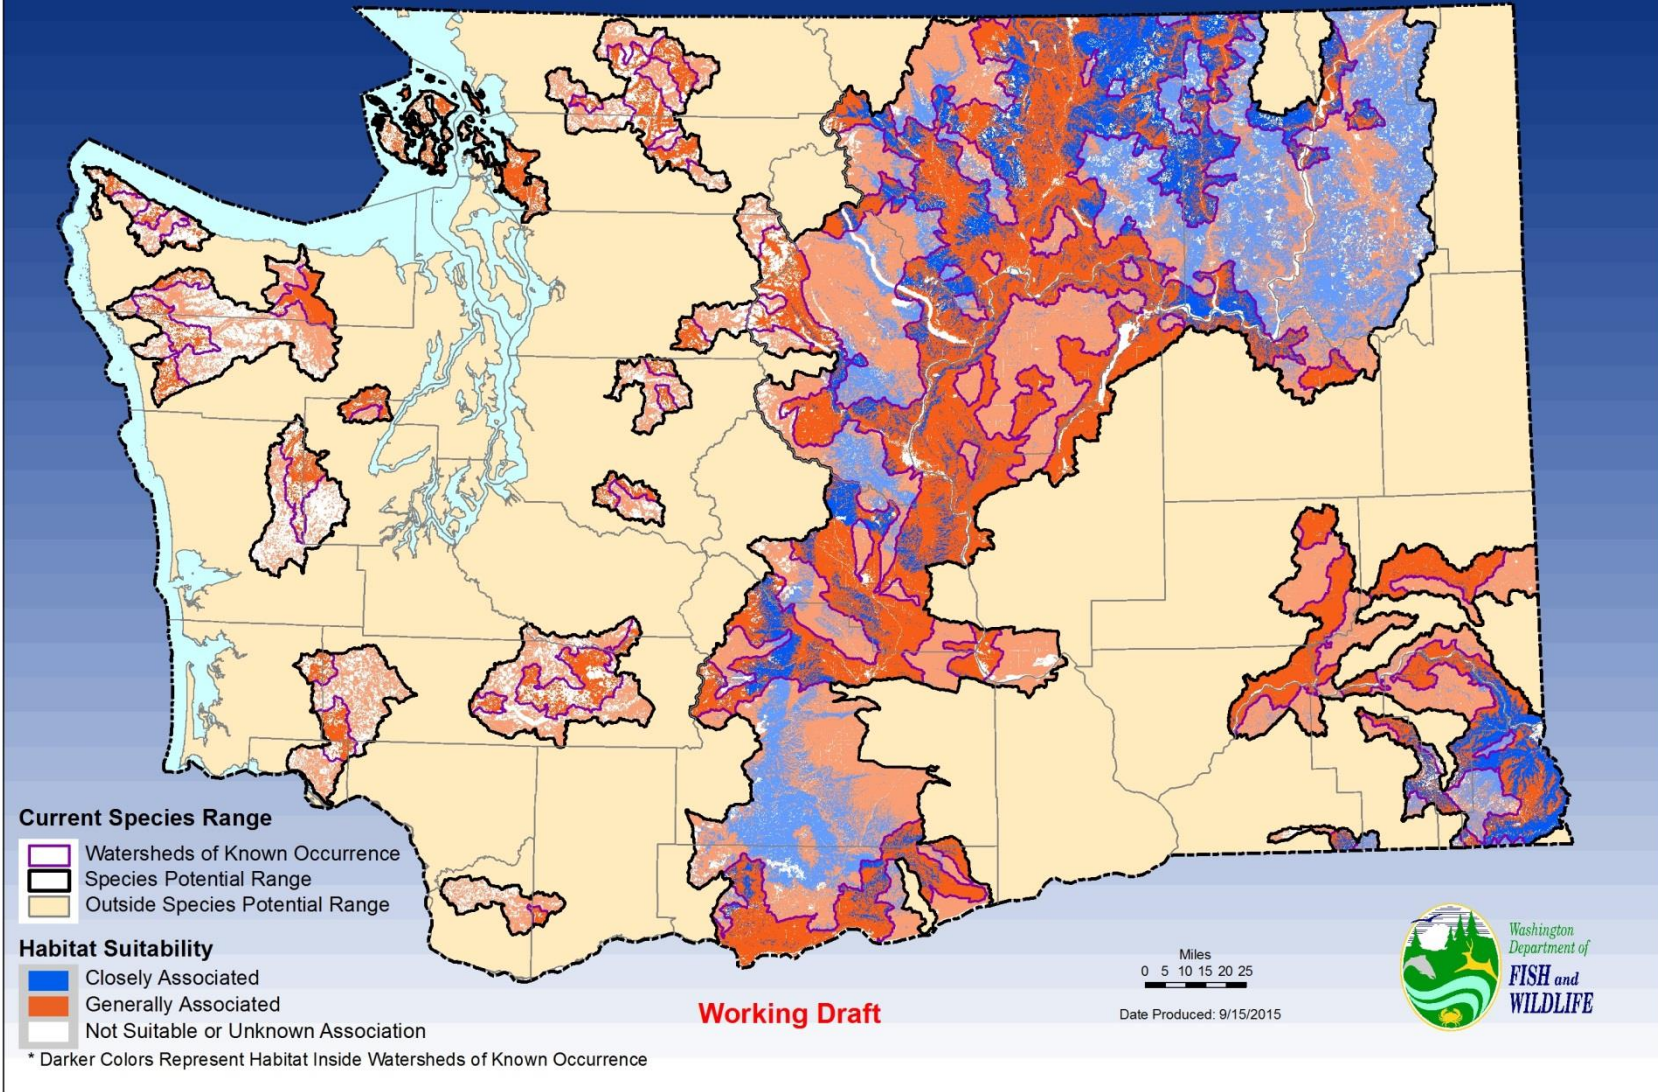 Current Species Range
Watersheds of Known Occurrence
Species Potential Range
Outside Species Potential Range
Habitat Suitability
Closely Associated
Generally Associated
Not Suitable or Unknown Association
* Darker Colors Represent Habitat Inside Watersheds of Known Occurrence
Working Draft
Miles
0 5 10 15 20 25
Date Produced: 9/15/2015
Washington
Department of
FISH and
WILDLIFE